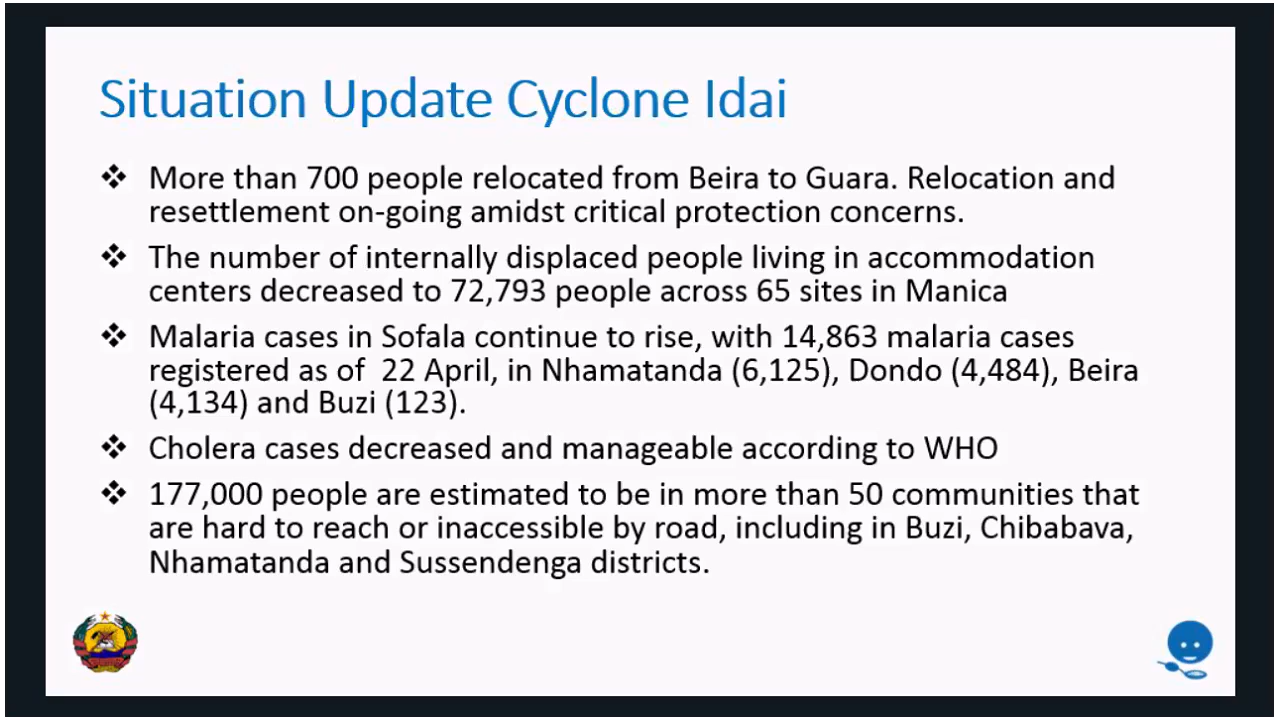 Situation Update Cyclone Idai
❖ More than 700 people relocated from Beira to Guara. Relocation and
resettlement on-going amidst critical protection concerns.
❖ The number of internally displaced people living in accommodation
centers decreased to 72,793 people across 65 sites in Manica
❖ Malaria cases in Sofala continue to rise, with 14,863 malaria cases
registered as of  22 April, in Nhamatanda (6,125), Dondo (4,484), Beira
(4,134) and Buzi (123).
❖ Cholera cases decreased and manageable according to WHO
❖ 177,000 people are estimated to be in more than 50 communities that
are hard to reach or inaccessible by road, including in Buzi, Chibabava,
Nhamatanda and Sussendenga districts.